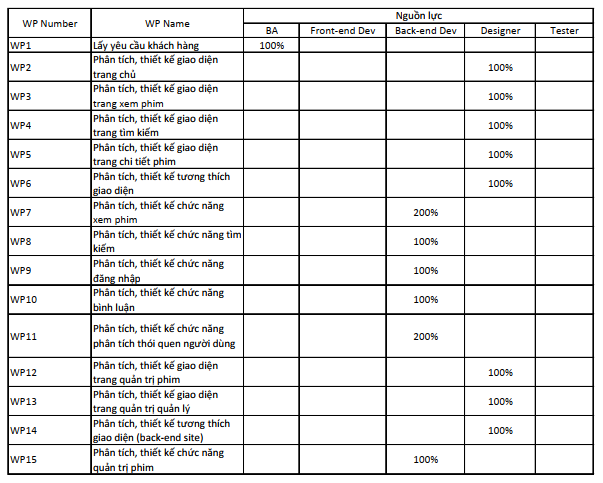 WP Number WP Name Nguồn lực
BA Front-end Dev Back-end Dev Designer Tester
WP1 Lấy yêu cầu khách hàng 100%
WP2 Phân tích, thiết kế giao diện
trang chủ 100%
WP3 Phân tích, thiết kế giao diện
trang xem phim 100%
WP4 Phân tích, thiết kế giao diện
trang tìm kiếm 100%
WP5 Phân tích, thiết kế giao diện
trang chi tiết phim 100%
WP6 Phân tích, thiết kế tương thích
giao diện 100%
WP7 Phân tích, thiết kế chức năng
xem phim 200%
WP8 Phân tích, thiết kế chức năng tìm
kiếm 100%
WP9 Phân tích, thiết kế chức năng
đăng nhập 100%
WP10 Phân tích, thiết kế chức năng
bình luận 100%
WP11 Phân tích, thiết kế chức năng
phân tích thói quen người dùng 200%
WP12 Phân tích, thiết kế giao diện
trang quản trị phim 100%
WP13 Phân tích, thiết kế giao diện
trang quản trị quản lý 100%
WP14 Phân tích, thiết kế tương thích
giao diện (back-end site) 100%
WP15 Phân tích, thiết kế chức năng
quản trị phim 100%